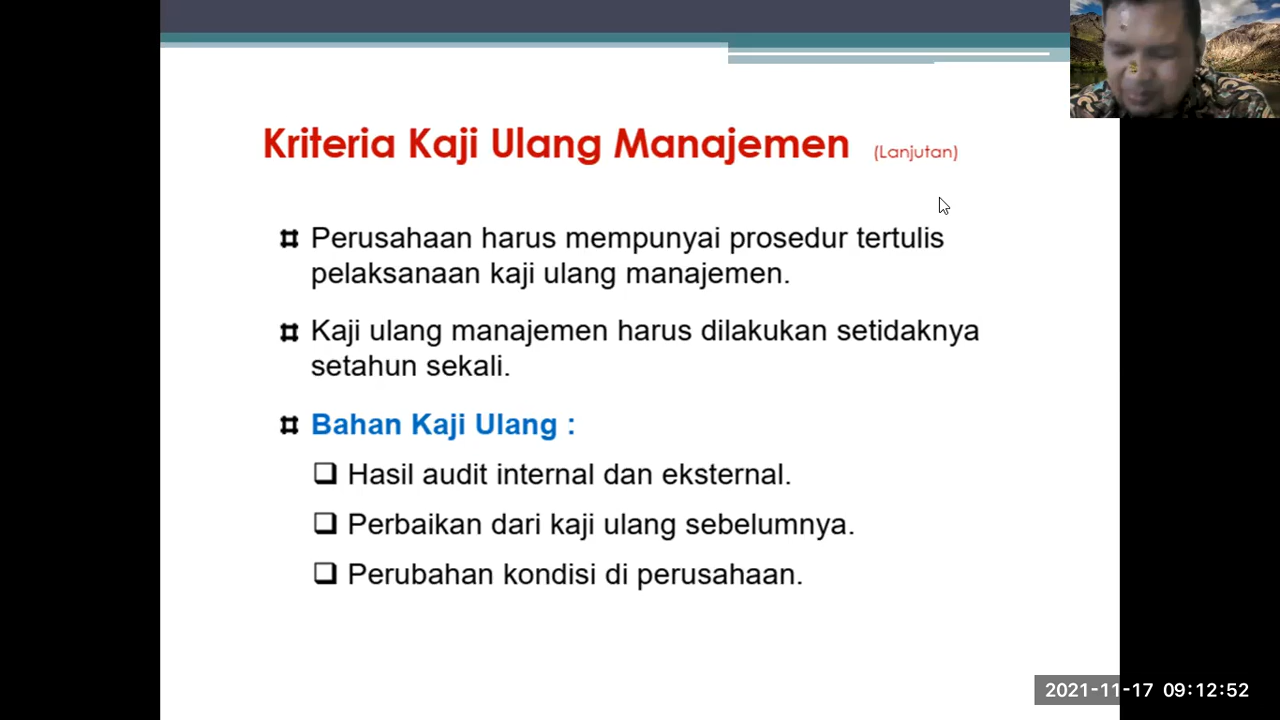 Kriteria Kaji Ulang Manajemen (Lanjutan)
Perusahaan harus mempunyai prosedur tertulis
pelaksanaan kaji ulang manajemen.
Kaji ulang manajemen harus dilakukan setidaknya
setahun sekali.
Bahan Kaji Ulang :
Hasil audit internal dan eksternal.
Perbaikan dari kaji ulang sebelumnya.
Perubahan kondisi di perusahaan.
2021-11-17 09:12:52